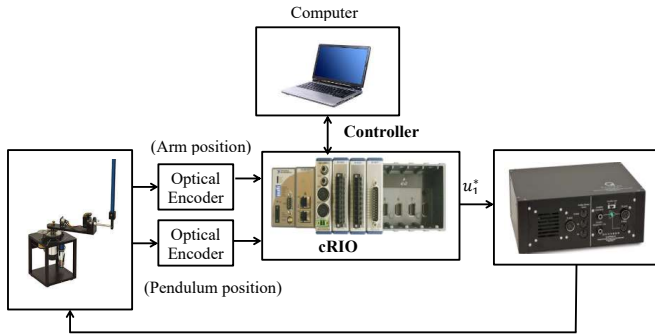 Computer
Controller
(Arm position)
Optical
Encoder
u₁*
Optical
Encoder
cRIO
(Pendulum position)